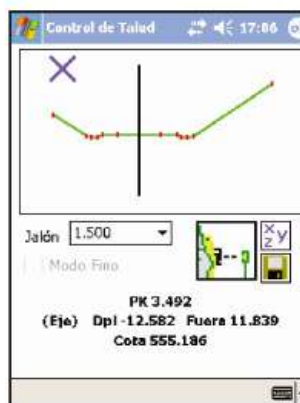 Control de Talud 17:06
Jalón 1.500
Modo Fino
x y
z
PK 3.492
(Eje) Dpl -12.582 Fuera 11.839
Cota 555.186